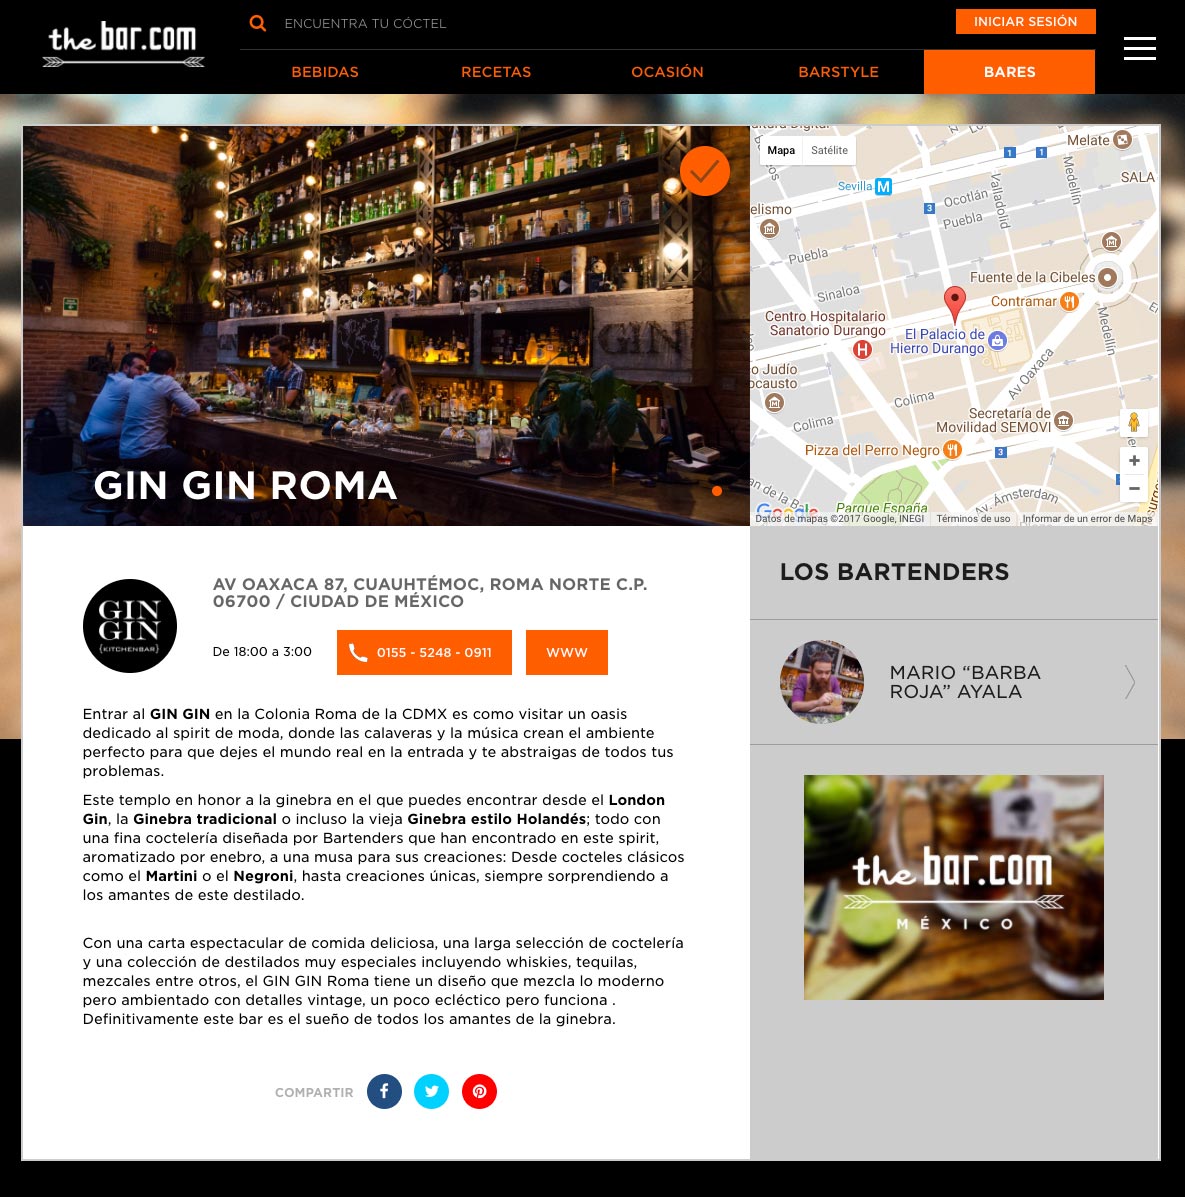 the bar.com
ENCUENTRA TU CÓCTEL
INICIAR SESIÓN
BEBIDAS
RECETAS
OCASIÓN
BARSTYLE
BARES
GIN GIN ROMA
Mapa
Satélite
Melate
1
1
SALA
Sevilla
M
Ocotlán
Valladolid
Medellín
3
Puebla
elismo
Puebla
Fuente de la Cibeles
Sinaloa
Contramar
Centro Hospitalario
Sanatorio Durango
H
El Palacio de
Hierro Durango
Medellín
o Judío
ocausto
Av Oaxaca
Colima
Colima
Secretaría de
Movilidad SEMOVI
Pizza del Perro Negro
3
Av. Ámsterdam
Parque España
Google
Datos de mapas ©2017 Google, INEGI
Términos de uso
Informar de un error de Maps
GIN
GIN
{KITCHENBAR}
AV OAXACA 87, CUAUHTÉMOC, ROMA NORTE C.P.
06700 / CIUDAD DE MÉXICO
De 18:00 a 3:00
0155 - 5248 - 0911
WWW
Entrar al GIN GIN en la Colonia Roma de la CDMX es como visitar un oasis
dedicado al spirit de moda, donde las calaveras y la música crean el ambiente
perfecto para que dejes el mundo real en la entrada y te abstraigas de todos tus
problemas.
Este templo en honor a la ginebra en el que puedes encontrar desde el London
Gin, la Ginebra tradicional o incluso la vieja Ginebra estilo Holandés; todo con
una fina coctelería diseñada por Bartenders que han encontrado en este spirit,
aromatizado por enebro, a una musa para sus creaciones: Desde cocteles clásicos
como el Martini o el Negroni, hasta creaciones únicas, siempre sorprendiendo a
los amantes de este destilado.
Con una carta espectacular de comida deliciosa, una larga selección de coctelería
y una colección de destilados muy especiales incluyendo whiskies, tequilas,
mezcales entre otros, el GIN GIN Roma tiene un diseño que mezcla lo moderno
pero ambientado con detalles vintage, un poco ecléctico pero funciona .
Definitivamente este bar es el sueño de todos los amantes de la ginebra.
COMPARTIR
LOS BARTENDERS
MARIO “BARBA
ROJA” AYALA
the bar.com
MÉXICO